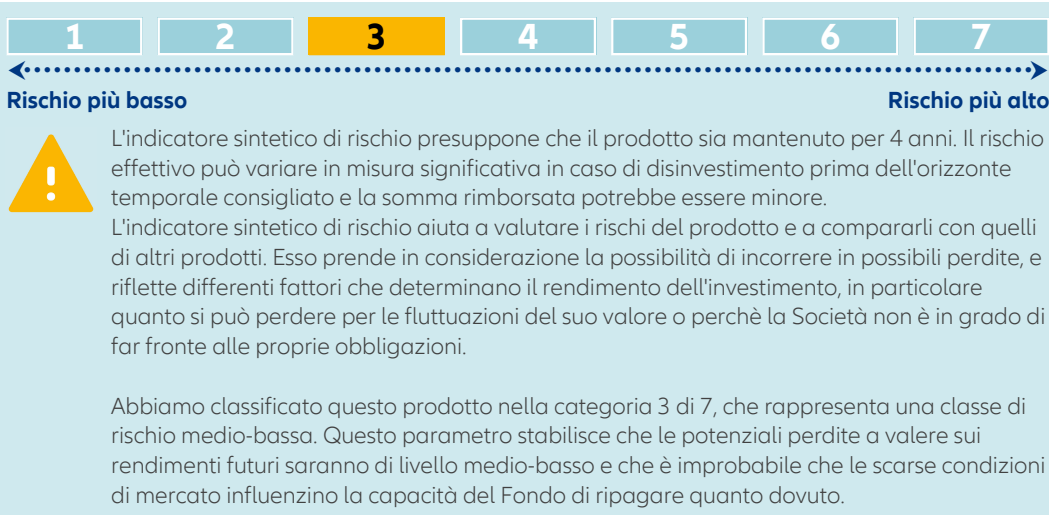 1 2 3 4 5 6 7
Rischio più basso Rischio più alto
L'indicatore sintetico di rischio presuppone che il prodotto sia mantenuto per 4 anni. Il rischio
effettivo può variare in misura significativa in caso di disinvestimento prima dell'orizzonte
temporale consigliato e la somma rimborsata potrebbe essere minore.
L'indicatore sintetico di rischio aiuta a valutare i rischi del prodotto e a compararli con quelli
di altri prodotti. Esso prende in considerazione la possibilità di incorrere in possibili perdite, e
riflette differenti fattori che determinano il rendimento dell'investimento, in particolare
quanto si può perdere per le fluttuazioni del suo valore o perchè la Società non è in grado di
far fronte alle proprie obbligazioni.
Abbiamo classificato questo prodotto nella categoria 3 di 7, che rappresenta una classe di
rischio medio-bassa. Questo parametro stabilisce che le potenziali perdite a valere sui
rendimenti futuri saranno di livello medio-basso e che è improbabile che le scarse condizioni
di mercato influenzino la capacità del Fondo di ripagare quanto dovuto.